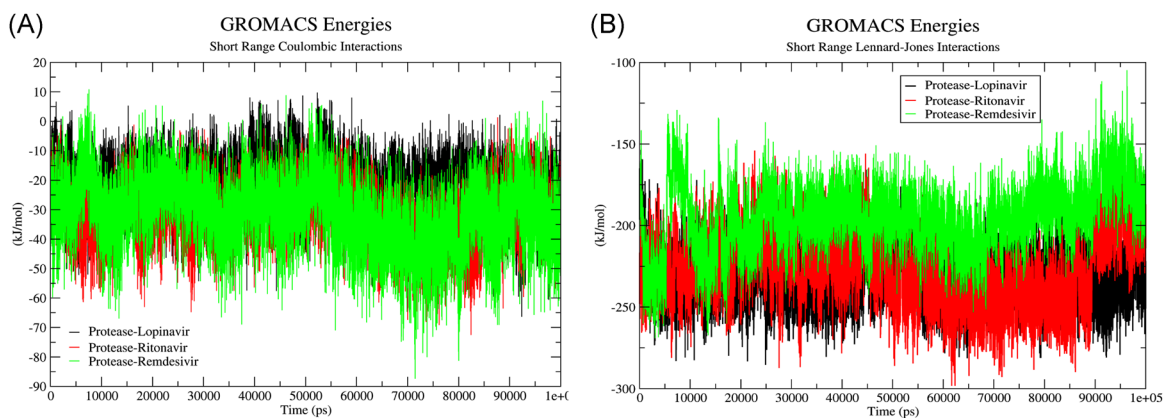 (A)
GROMACS Energies
Short Range Coulombic Interactions
20
10
0
-10
-20
-30
-40
-50
-60
-70
-80
-90
(kJ/mol)
Protease-Lopinavir
Protease-Ritonavir
Protease-Remdesivir
0 10000 20000 30000 40000 50000 60000 70000 80000 90000 1e+0
Time (ps)
(B)
GROMACS Energies
Short Range Lennard-Jones Interactions
-100
-150
-200
-250
-300
(kJ/mol)
Protease-Lopinavir
Protease-Ritonavir
Protease-Remdesivir
0 10000 20000 30000 40000 50000 60000 70000 80000 90000 1e+05
Time (ps)